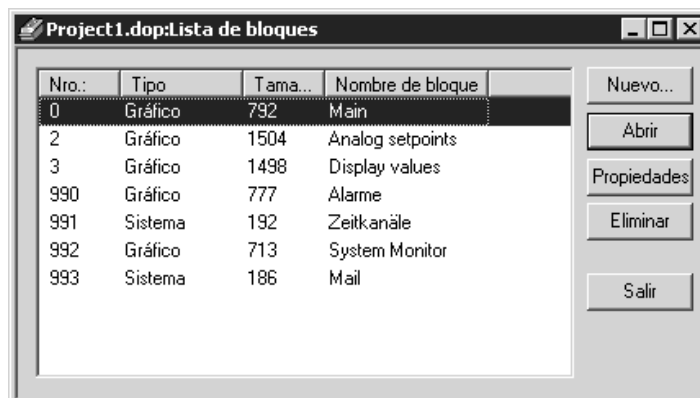 Project1.dop:Lista de bloques
Nro.: Tipo Tama... Nombre de bloque
0 Gráfico 792 Main
2 Gráfico 1504 Analog setpoints
3 Gráfico 1498 Display values
990 Gráfico 777 Alarme
991 Sistema 192 Zeitkanäle
992 Gráfico 713 System Monitor
993 Sistema 186 Mail
Nuevo...
Abrir
Propiedades
Eliminar
Salir